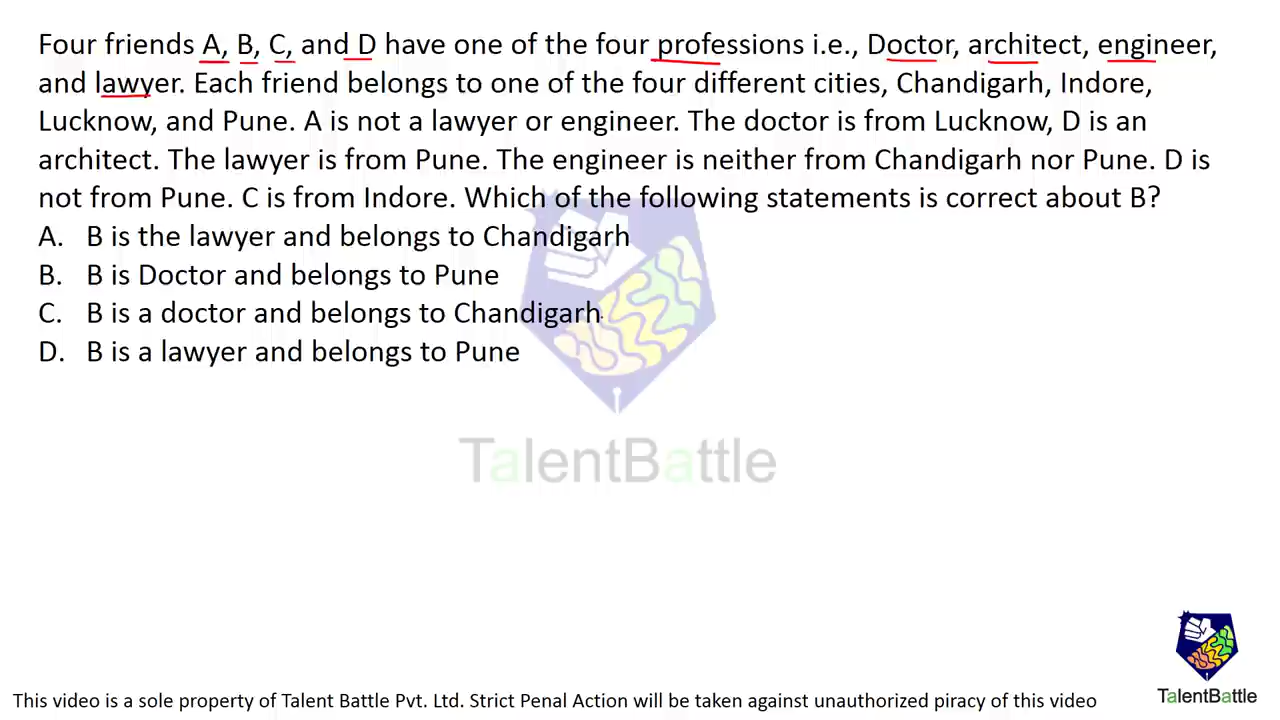 Four friends A, B, C, and D have one of the four professions i.e., Doctor, architect, engineer,
and lawyer. Each friend belongs to one of the four different cities, Chandigarh, Indore,
Lucknow, and Pune. A is not a lawyer or engineer. The doctor is from Lucknow, D is an
architect. The lawyer is from Pune. The engineer is neither from Chandigarh nor Pune. D is
not from Pune. C is from Indore. Which of the following statements is correct about B?
A. B is the lawyer and belongs to Chandigarh
B. B is Doctor and belongs to Pune
C. B is a doctor and belongs to Chandigarh
D. B is a lawyer and belongs to Pune
TalentBattle
TalentBattle
This video is a sole property of Talent Battle Pvt. Ltd. Strict Penal Action will be taken against unauthorized piracy of this video